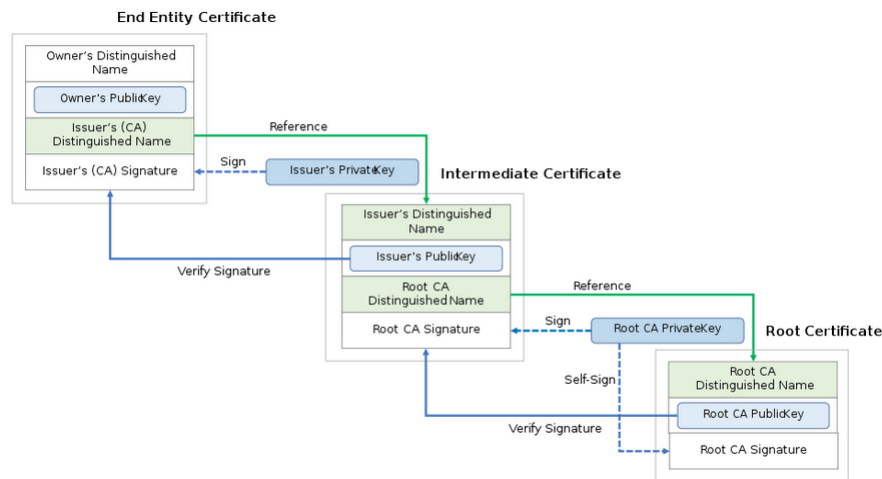 End Entity Certificate
Owner's Distinguished
Name
Owner's PublicKey
Issuer's (CA)
Distinguished Name
Issuer's (CA) Signature
Reference
Sign
Issuer's PrivateKey
Verify Signature
Intermediate Certificate
Issuer's Distinguished
Name
Issuer's PublicKey
Root CA
Distinguished Name
Root CA Signature
Reference
Sign
Root CA PrivateKey
Self-Sign
Verify Signature
Root Certificate
Root CA
Distinguished Name
Root CA PublicKey
Root CA Signature